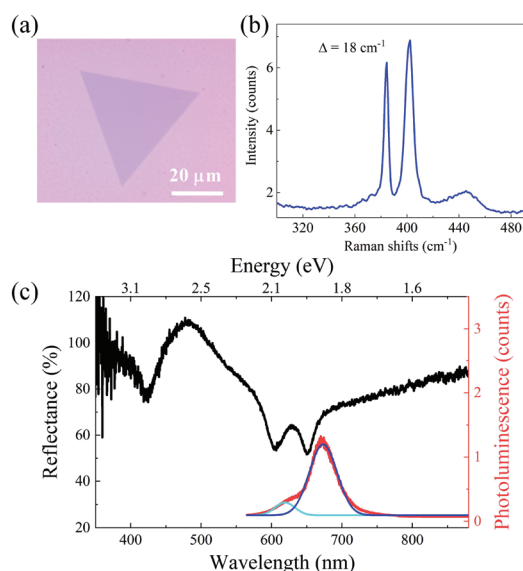 (a)
20 μm
(b)
Δ = 18 cm⁻¹
Intensity (counts)
6
4
2
320 360 400 440 480
Raman shifts (cm⁻¹)
(c)
Energy (eV)
3.1 2.5 2.1 1.8 1.6
Reflectance (%)
120
100
80
60
40
20
Photoluminescence (counts)
3
2
1
0
400 500 600 700 800
Wavelength (nm)